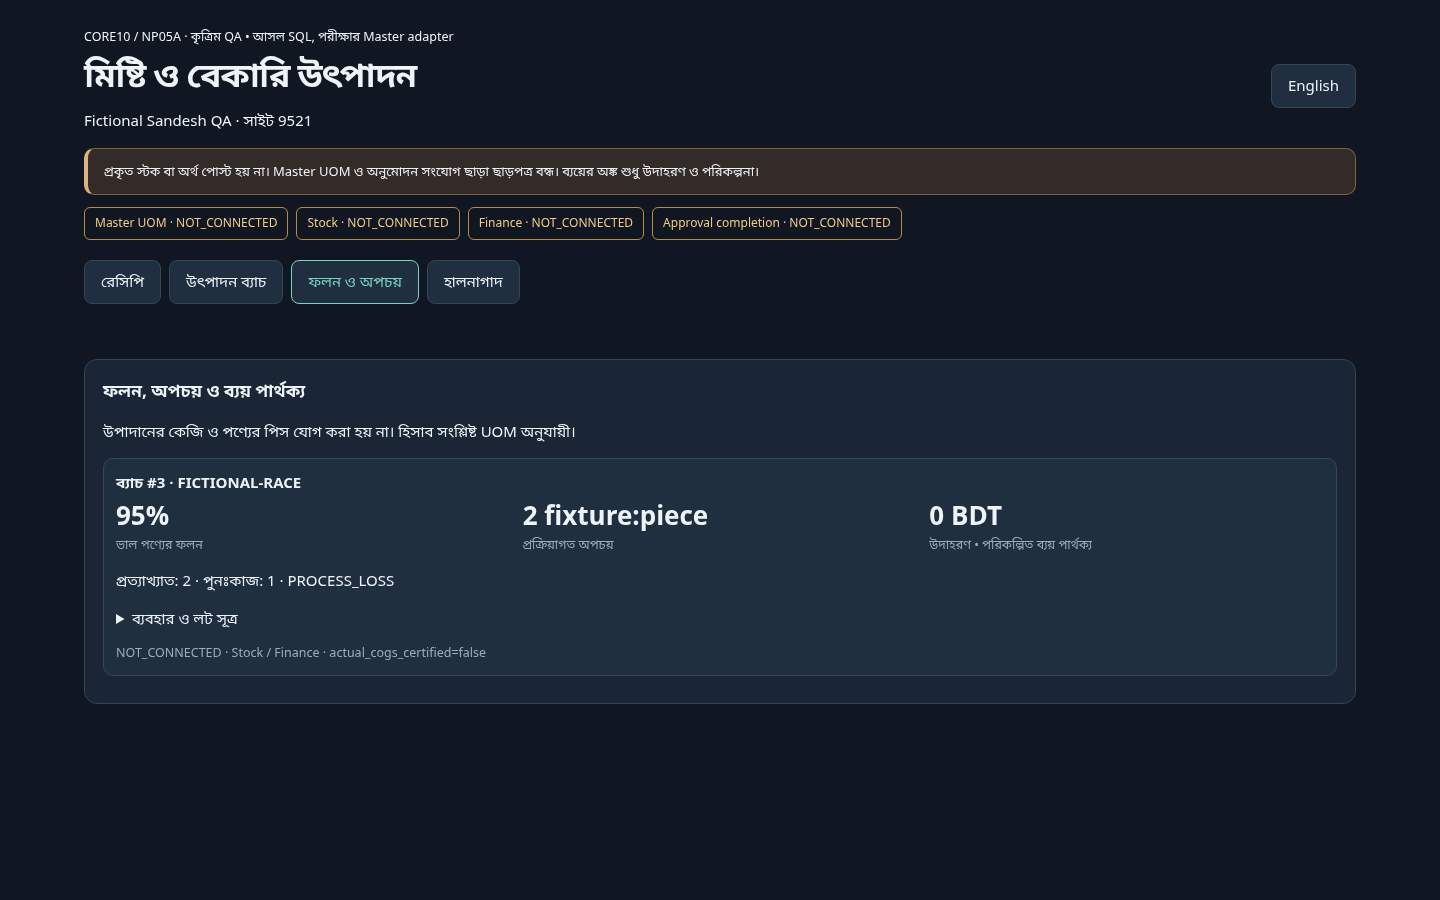 CORE10 / NP05A · কৃত্রিম QA • আসল SQL, পরীক্ষার Master adapter
মিষ্টি ও বেকারি উৎপাদন
English
Fictional Sandesh QA · সাইট 9521
প্রকৃত স্টক বা অর্থ পোস্ট হয় না। Master UOM ও অনুমোদন সংযোগ ছাড়া ছাড়পত্র বন্ধ। ব্যয়ের অঙ্ক শুধু উদাহরণ ও পরিকল্পনা।
Master UOM · NOT_CONNECTED Stock · NOT_CONNECTED Finance · NOT_CONNECTED Approval completion · NOT_CONNECTED
রেসিপি উৎপাদন ব্যাচ ফলন ও অপচয় হালনাগাদ
ফলন, অপচয় ও ব্যয় পার্থক্য
উপাদানের কেজি ও পণ্যের পিস যোগ করা হয় না। হিসাব সংশ্লিষ্ট UOM অনুযায়ী।
ব্যাচ #3 · FICTIONAL-RACE
95% 2 fixture:piece 0 BDT
ভাল পণ্যের ফলন প্রক্রিয়াগত অপচয় উদাহরণ • পরিকল্পিত ব্যয় পার্থক্য
প্রত্যাখ্যাত: 2 · পুনঃকাজ: 1 · PROCESS_LOSS
▶ ব্যবহার ও লট সূত্র
NOT_CONNECTED · Stock / Finance · actual_cogs_certified=false